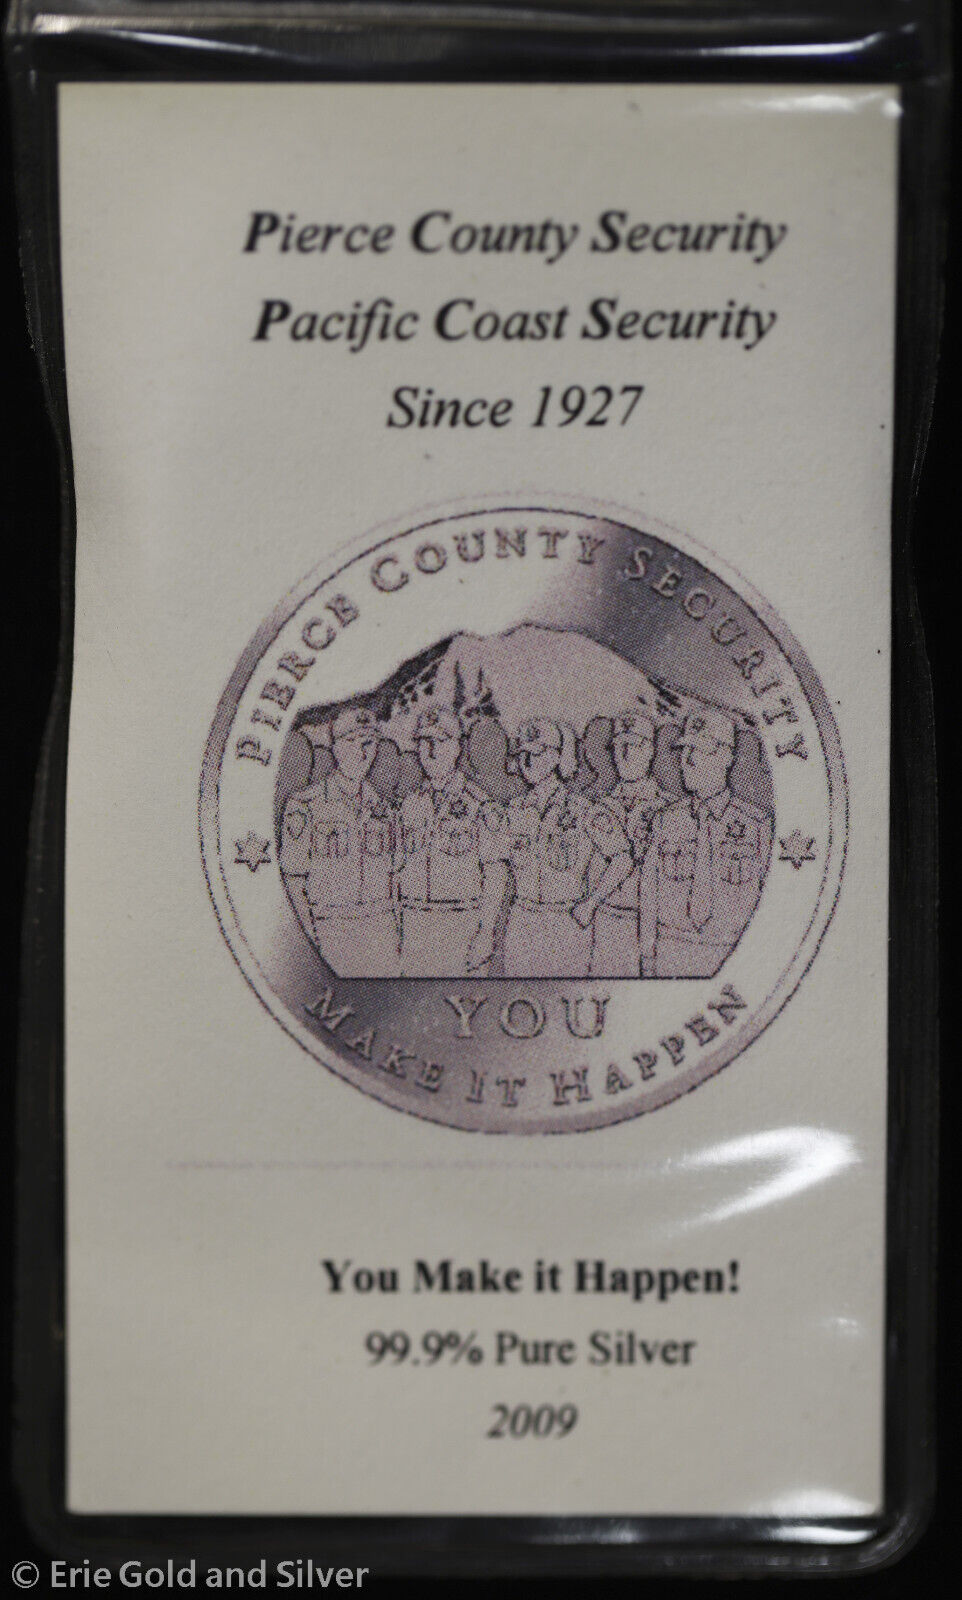 Pierce County Security
Pacific Coast Security
Since 1927
PIERCE COUNTY SECURITY
YOU
MAKE IT HAPPEN
You Make it Happen!
99.9% Pure Silver
2009
© Erie Gold and Silver